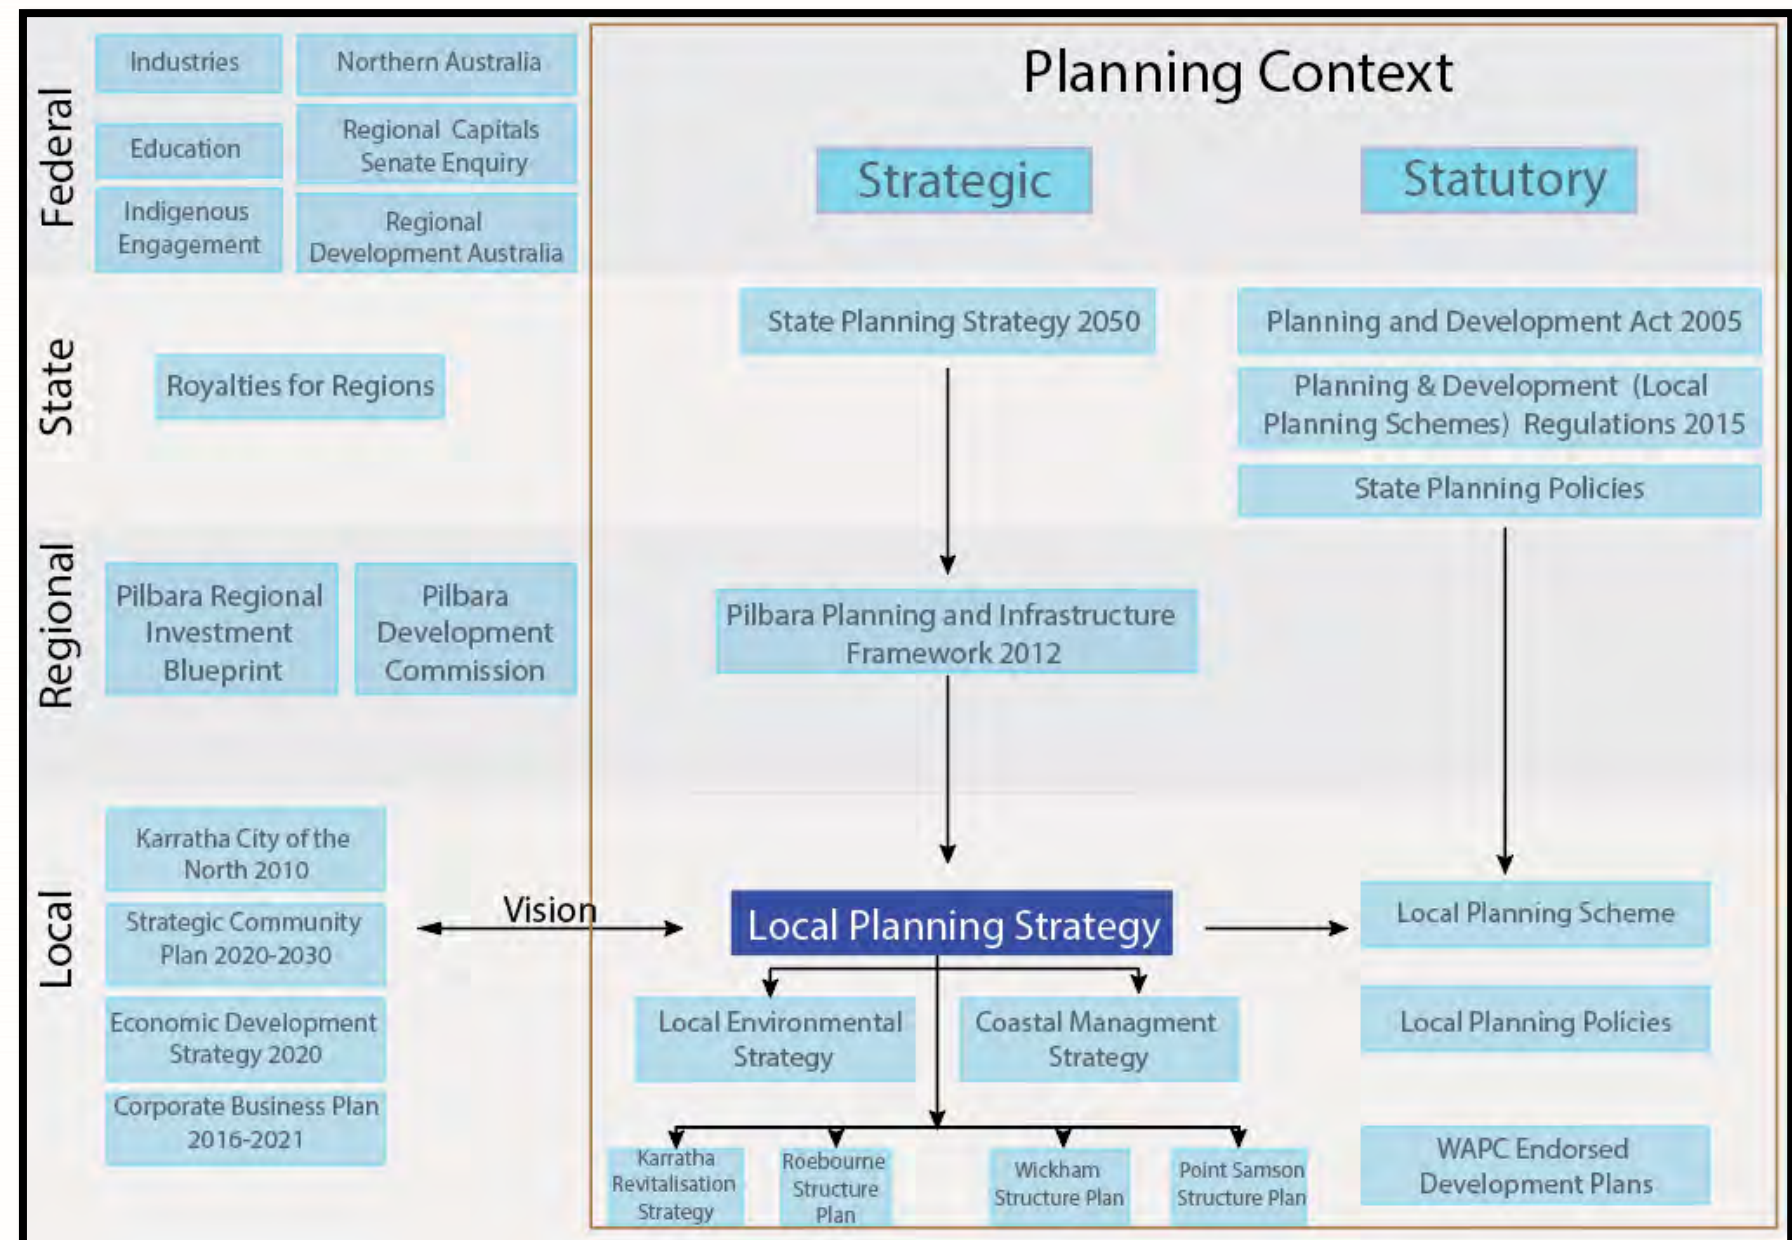 Planning Context
Strategic
Statutory
Federal
Industries
Northern Australia
Education
Regional Capitals
Senate Enquiry
Indigenous
Engagement
Regional
Development Australia
State
Royalties for Regions
State Planning Strategy 2050
Planning and Development Act 2005
Planning & Development (Local
Planning Schemes) Regulations 2015
State Planning Policies
Regional
Pilbara Regional
Investment
Blueprint
Pilbara
Development
Commission
Pilbara Planning and Infrastructure
Framework 2012
Local
Karratha City of the
North 2010
Strategic Community
Plan 2020-2030
Economic Development
Strategy 2020
Corporate Business Plan
2016-2021
Vision
Local Planning Strategy
Local Planning Scheme
Local Environmental
Strategy
Coastal Managment
Strategy
Local Planning Policies
Karratha
Revitalisation
Strategy
Roebourne
Structure
Plan
Wickham
Structure Plan
Point Samson
Structure Plan
WAPC Endorsed
Development Plans